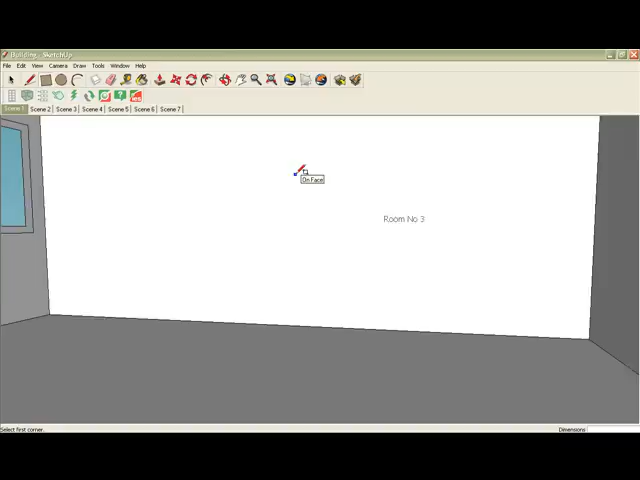 Building - SketchUp
File Edit View Camera Draw Tools Window Help
Scene 1 Scene 2 Scene 3 Scene 4 Scene 5 Scene 6 Scene 7
On Face
Room No 3
Select first corner. Dimensions